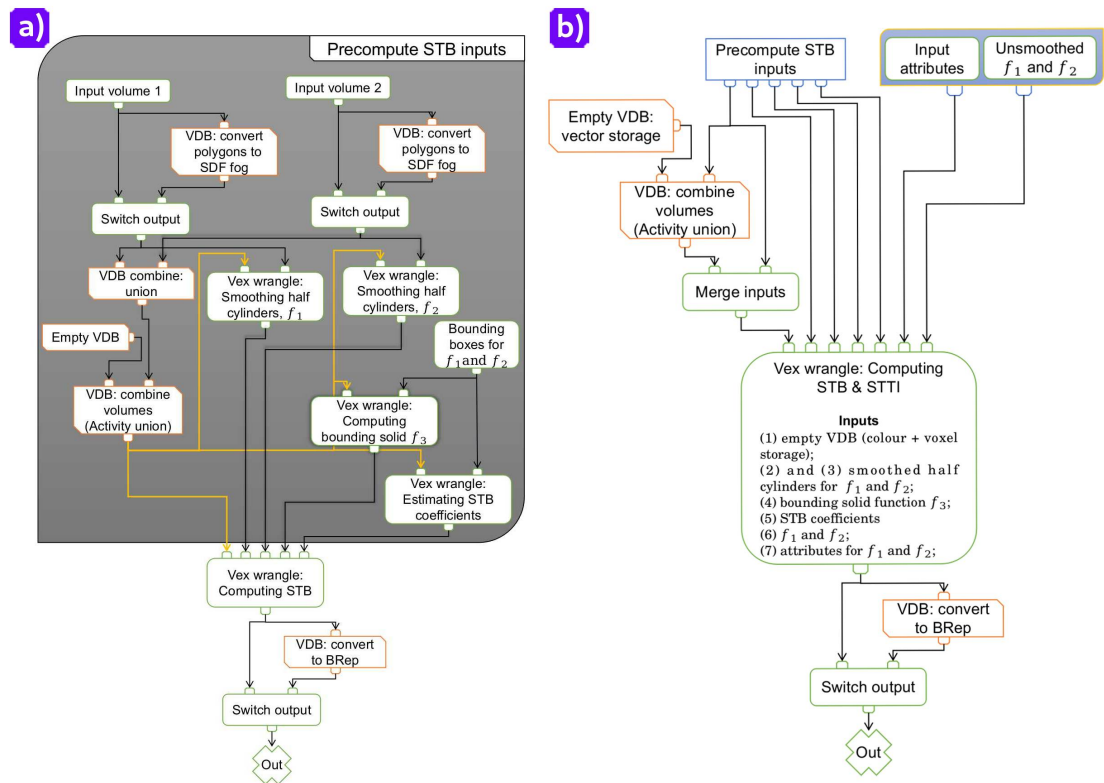 a)
Precompute STB inputs
Input volume 1
Input volume 2
VDB: convert
polygons to
SDF fog
VDB: convert
polygons to
SDF fog
Switch output
Switch output
VDB combine:
union
Vex wrangle:
Smoothing half
cylinders, f₁
Vex wrangle:
Smoothing half
cylinders, f₂
Empty VDB
Bounding
boxes for
f₁and f₂
VDB: combine
volumes
(Activity union)
Vex wrangle:
Computing
bounding solid f₃
Vex wrangle:
Estimating STB
coefficients
Vex wrangle:
Computing STB
VDB: convert
to BRep
Switch output
Out
b)
Precompute STB
inputs
Input
attributes
Unsmoothed
f₁ and f₂
Empty VDB:
vector storage
VDB: combine
volumes
(Activity union)
Merge inputs
Vex wrangle: Computing
STB & STTI
Inputs
(1) empty VDB (colour + voxel
storage);
(2) and (3) smoothed half
cylinders for f₁ and f₂;
(4) bounding solid function f₃;
(5) STB coefficients
(6) f₁ and f₂;
(7) attributes for f₁ and f₂;
VDB: convert
to BRep
Switch output
Out